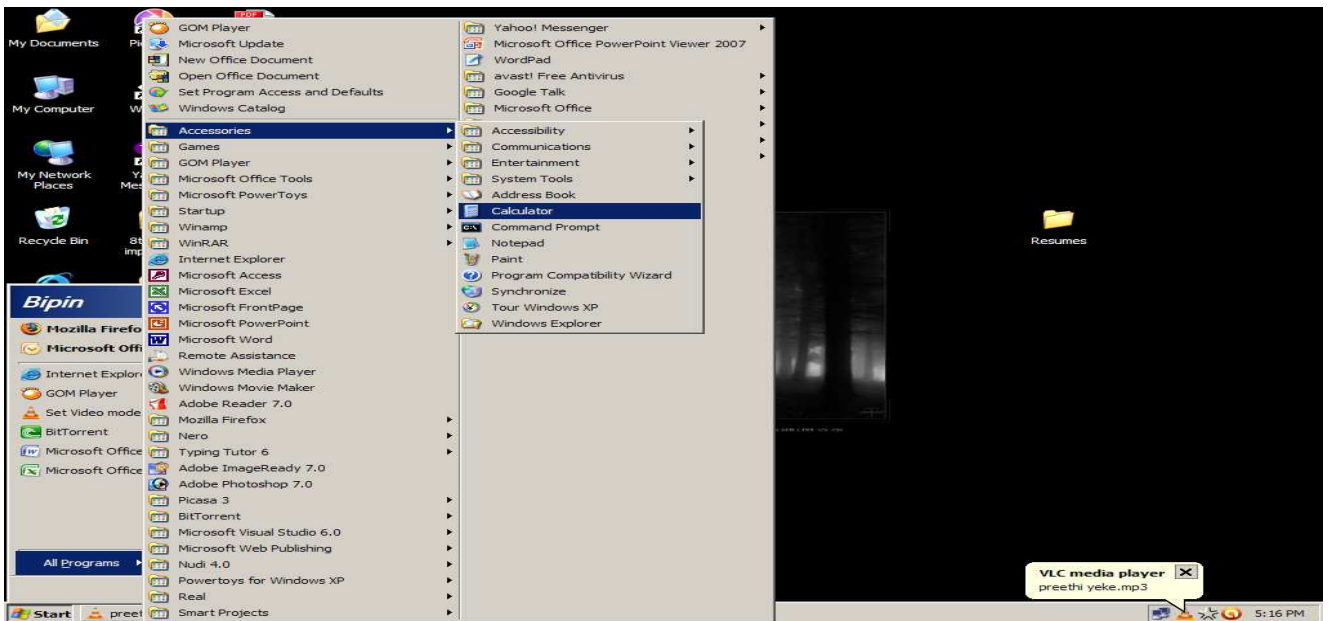 My Documents
My Computer
My Network
Places
Recycle Bin
Resumes
GOM Player
Microsoft Update
New Office Document
Open Office Document
Set Program Access and Defaults
Windows Catalog
Accessories
Games
GOM Player
Microsoft Office Tools
Microsoft PowerToys
Startup
Winamp
WinRAR
Internet Explorer
Microsoft Access
Microsoft Excel
Microsoft FrontPage
Microsoft PowerPoint
Microsoft Word
Remote Assistance
Windows Media Player
Windows Movie Maker
Adobe Reader 7.0
Mozilla Firefox
Nero
Typing Tutor 6
Adobe ImageReady 7.0
Adobe Photoshop 7.0
Picasa 3
BitTorrent
Microsoft Visual Studio 6.0
Microsoft Web Publishing
Nudi 4.0
Powertoys for Windows XP
Real
Smart Projects
Yahoo! Messenger
Microsoft Office PowerPoint Viewer 2007
WordPad
avast! Free Antivirus
Google Talk
Microsoft Office
Accessibility
Communications
Entertainment
System Tools
Address Book
Calculator
Command Prompt
Notepad
Paint
Program Compatibility Wizard
Synchronize
Tour Windows XP
Windows Explorer
Bipin
Mozilla Firefo
Microsoft Offi
Internet Explor
GOM Player
Set Video mode
BitTorrent
Microsoft Office
Microsoft Office
All Programs
VLC media player
preethi yeke.mp3
Start
preet
5:16 PM